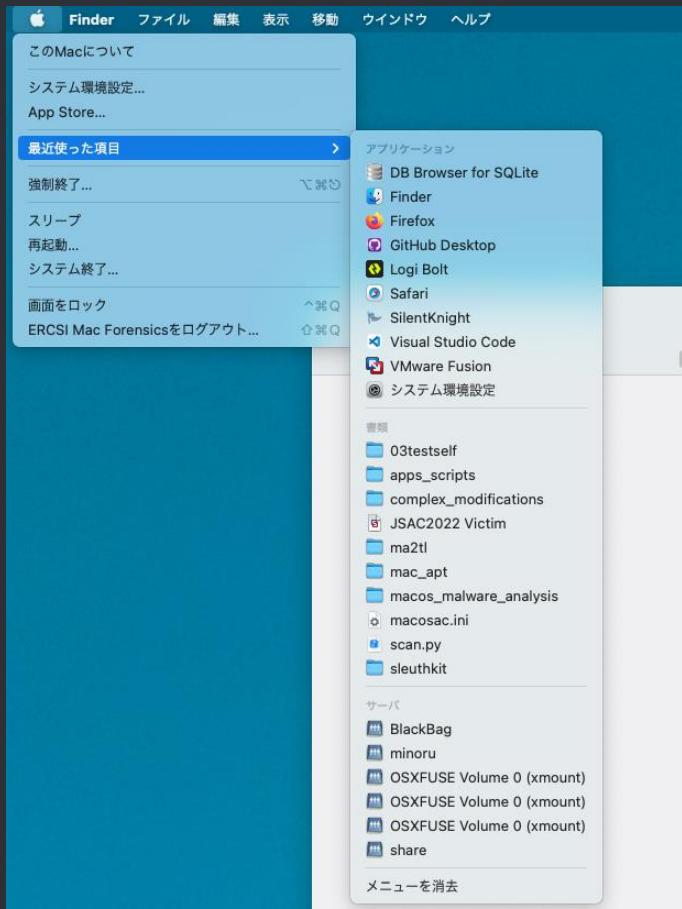 Finder ファイル 編集 表示 移動 ウインドウ ヘルプ
このMacについて
システム環境設定...
App Store...
最近使った項目
強制終了... ⌥⌘⎋
スリープ
再起動...
システム終了...
画面をロック ^⌘Q
ERCSI Mac Forensicsをログアウト... ⇧⌘Q
アプリケーション
DB Browser for SQLite
Finder
Firefox
GitHub Desktop
Logi Bolt
Safari
SilentKnight
Visual Studio Code
VMware Fusion
システム環境設定
書類
03testself
apps_scripts
complex_modifications
JSAC2022 Victim
ma2tl
mac_apt
macos_malware_analysis
macosac.ini
scan.py
sleuthkit
サーバ
BlackBag
minoru
OSXFUSE Volume 0 (xmount)
OSXFUSE Volume 0 (xmount)
OSXFUSE Volume 0 (xmount)
share
メニューを消去